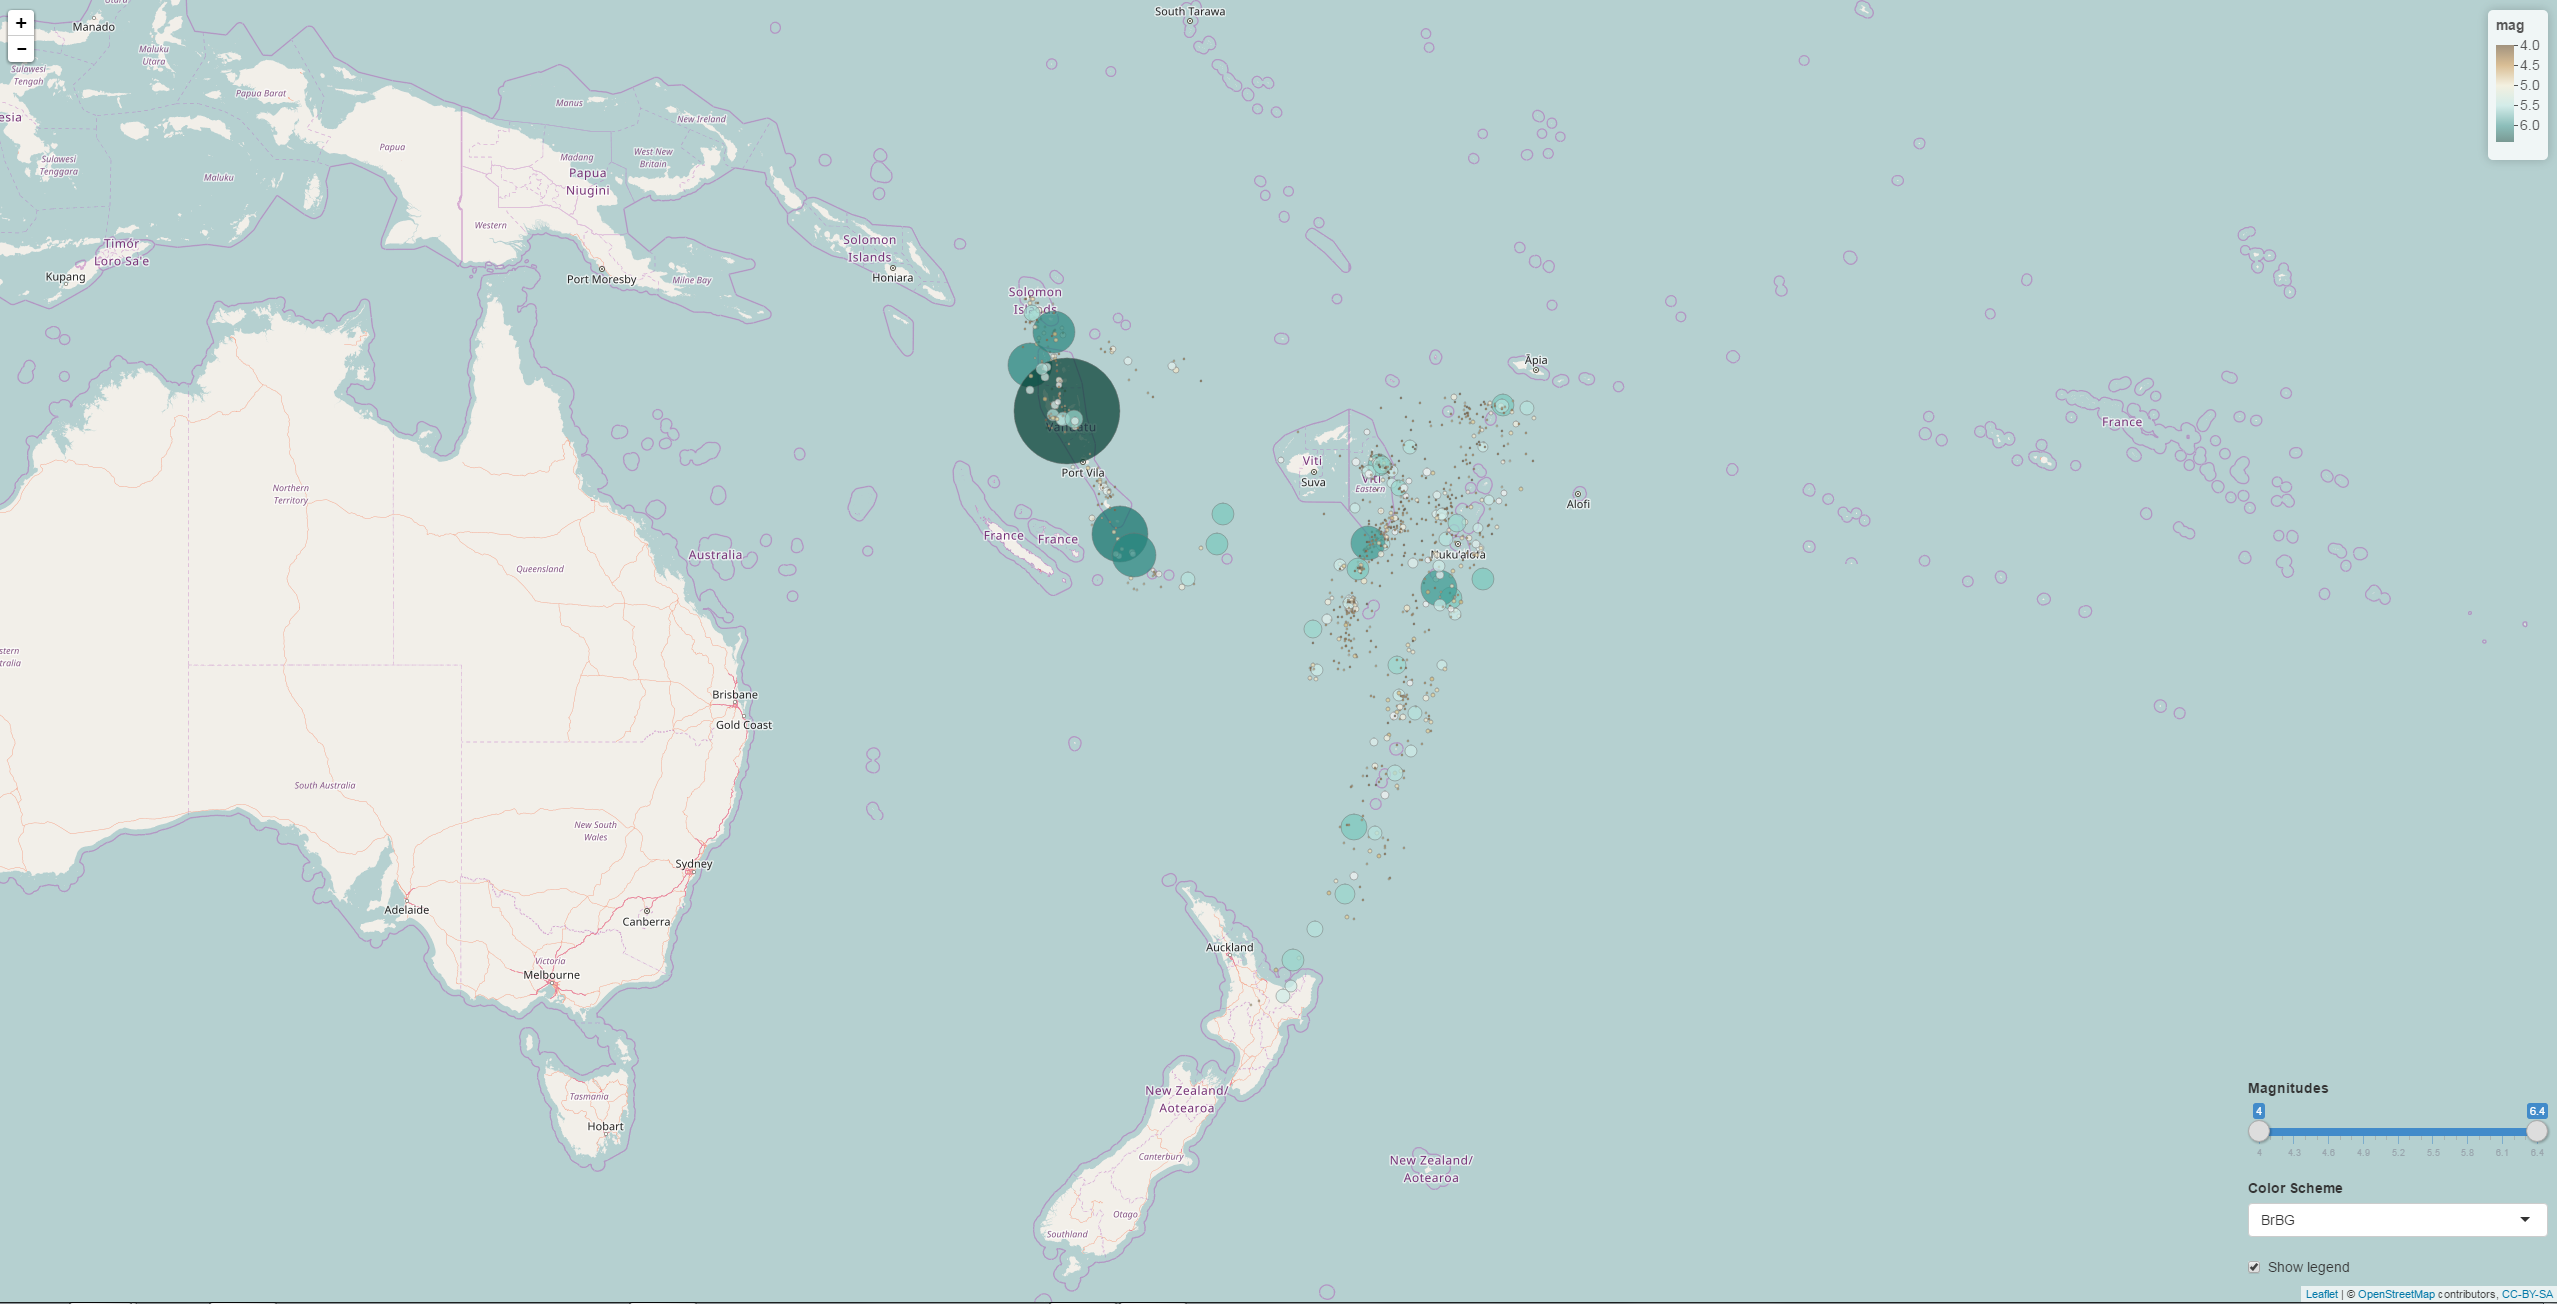 +
−
South Tarawa
Manado
Utara
Maluku
Utara
Sulawesi
Tengah
Papua Barat
Manus
New Ireland
esia
Papua
Madang
West New
Britain
Papua
Niugini
Sulawesi
Tenggara
Maluku
Western
Timór
Loro Sa'e
Kupang
Port Moresby
Milne Bay
Solomon
Islands
Honiara
Solomon
Islands
Āpia
Vanuatu
Port Vila
Viti
Suva
Viti
Eastern
Alofi
France
Northern
Territory
France
France
Nuku'alofa
Australia
Queensland
stern
tralia
Brisbane
Gold Coast
South Australia
New South
Wales
Sydney
Adelaide
Canberra
Victoria
Melbourne
Auckland
Tasmania
Hobart
New Zealand/
Aotearoa
Canterbury
New Zealand/
Aotearoa
Otago
Southland
mag
4.0
4.5
5.0
5.5
6.0
Magnitudes
4
6.4
4 4.3 4.6 4.9 5.2 5.5 5.8 6.1 6.4
Color Scheme
BrBG
Show legend
Leaflet | © OpenStreetMap contributors, CC-BY-SA